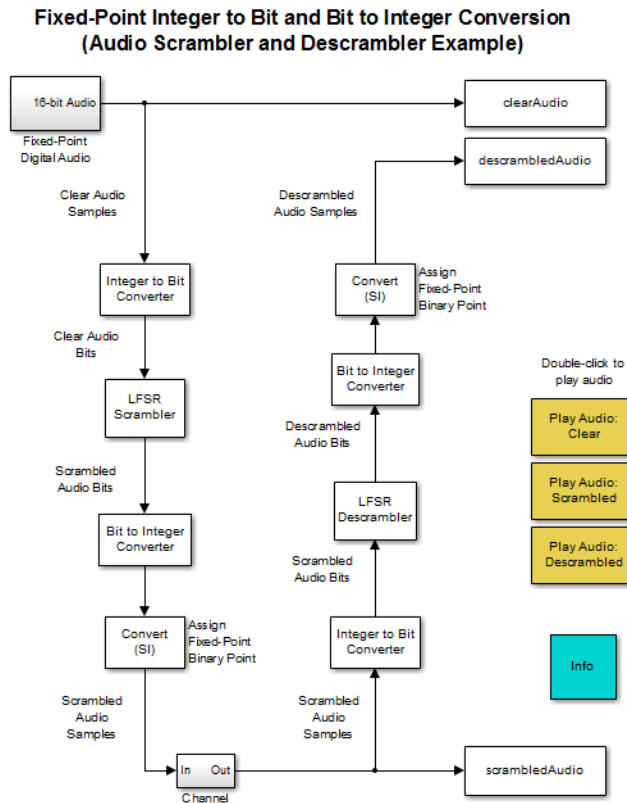 Fixed-Point Integer to Bit and Bit to Integer Conversion
(Audio Scrambler and Descrambler Example)
16-bit Audio
Fixed-Point
Digital Audio
clearAudio
descrambledAudio
Clear Audio
Samples
Descrambled
Audio Samples
Integer to Bit
Converter
Convert
(SI)
Assign
Fixed-Point
Binary Point
Clear Audio
Bits
Bit to Integer
Converter
Double-click to
play audio
LFSR
Scrambler
Descrambled
Audio Bits
Play Audio:
Clear
Scrambled
Audio Bits
LFSR
Descrambler
Play Audio:
Scrambled
Bit to Integer
Converter
Scrambled
Audio Bits
Play Audio:
Descrambled
Convert
(SI)
Assign
Fixed-Point
Binary Point
Integer to Bit
Converter
Info
Scrambled
Audio
Samples
Scrambled
Audio
Samples
In Out
Channel
scrambledAudio